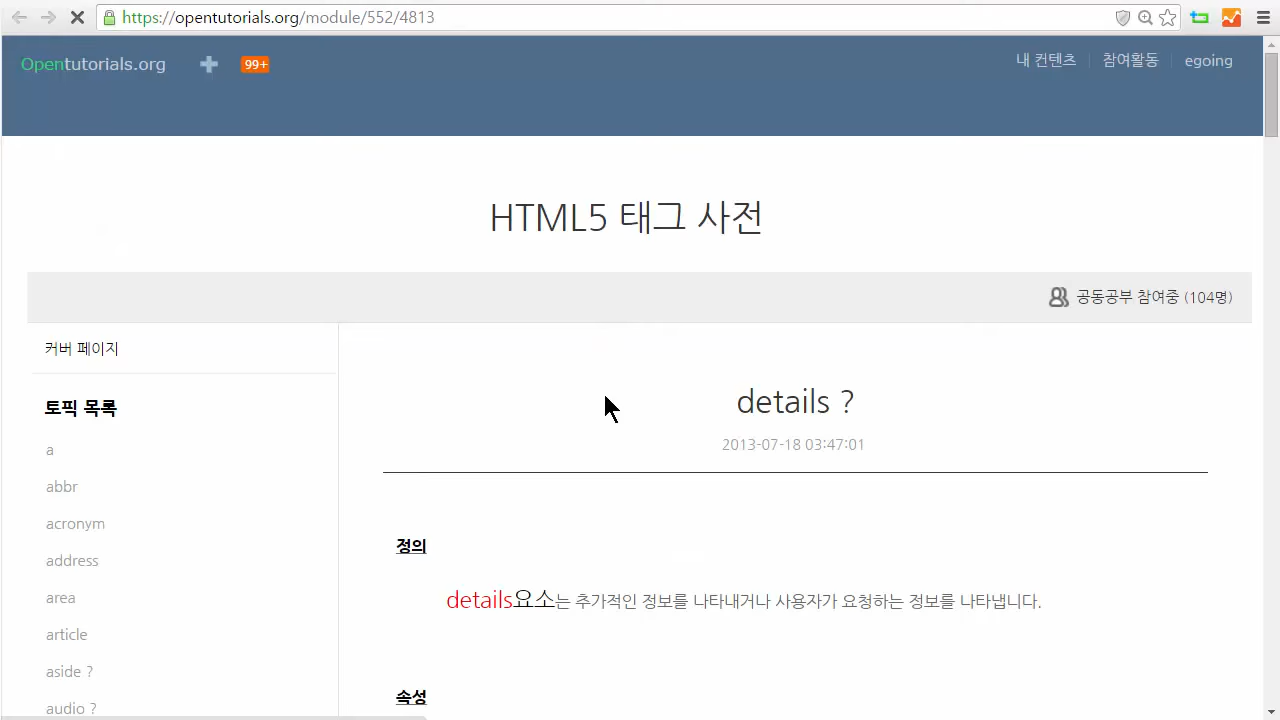 https://opentutorials.org/module/552/4813
Opentutorials.org
99+
내 컨텐츠
참여활동
egoing
HTML5 태그 사전
공동공부 참여중 (104명)
커버 페이지
토픽 목록
a
abbr
acronym
address
area
article
aside ?
audio ?
details ?
2013-07-18 03:47:01
정의
details요소는 추가적인 정보를 나타내거나 사용자가 요청하는 정보를 나타냅니다.
속성